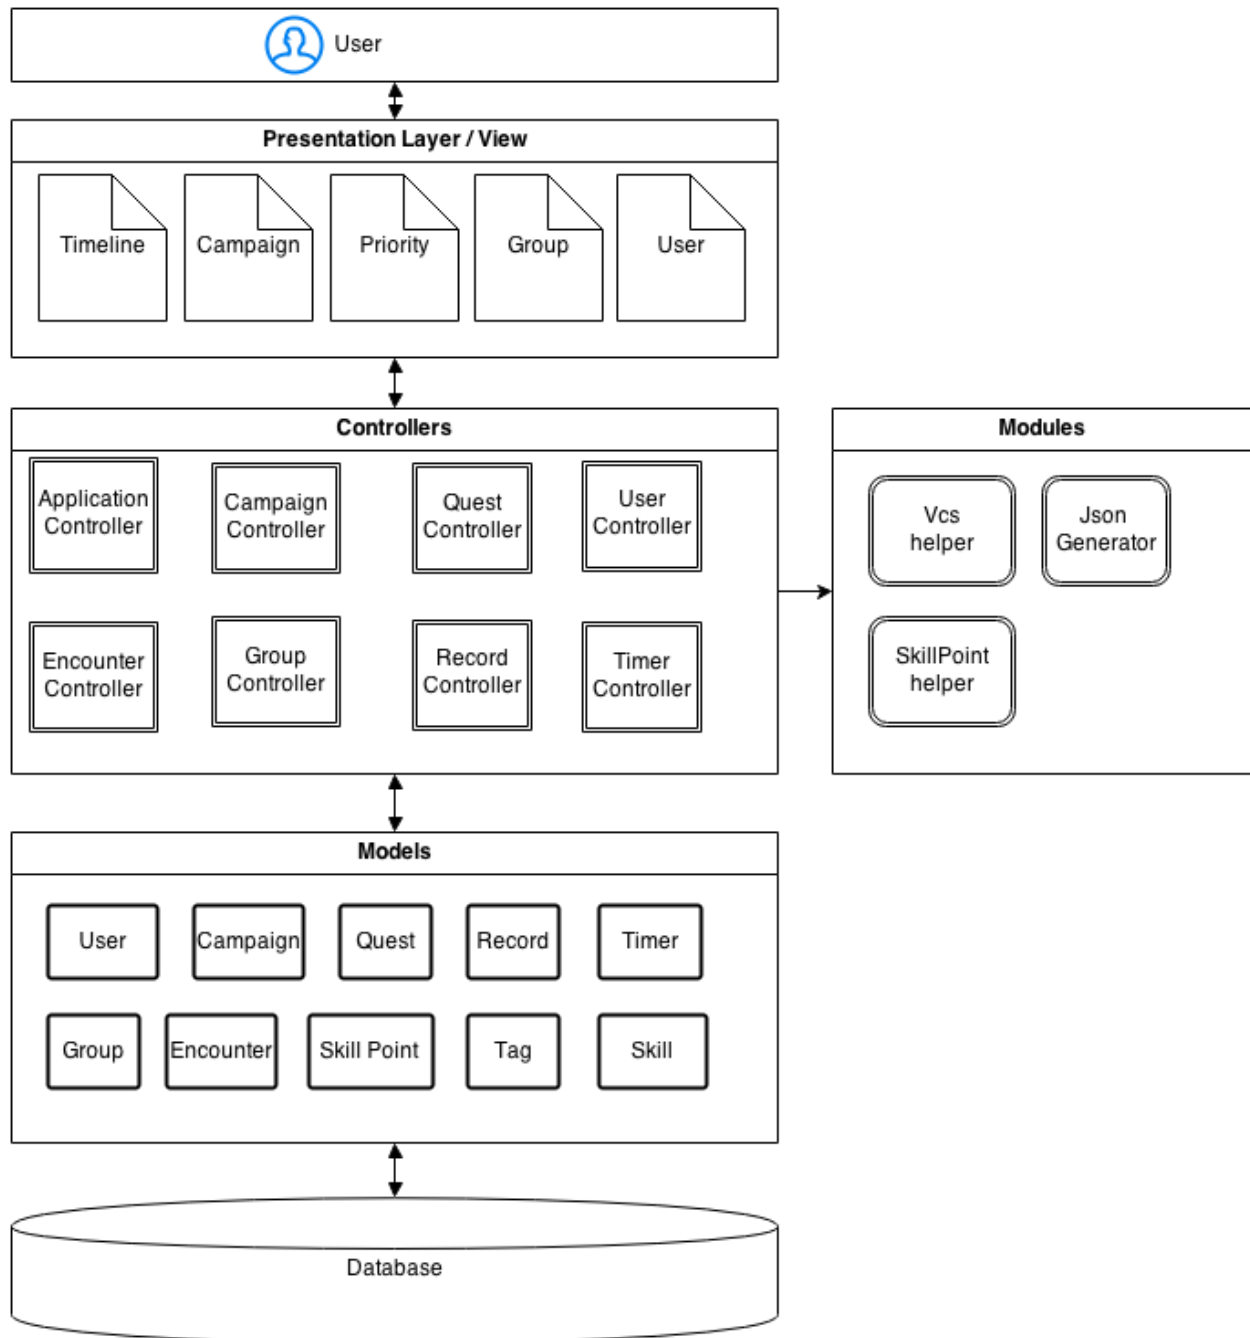 User
Presentation Layer / View
Timeline
Campaign
Priority
Group
User
Controllers
Application
Controller
Campaign
Controller
Quest
Controller
User
Controller
Encounter
Controller
Group
Controller
Record
Controller
Timer
Controller
Modules
Vcs
helper
Json
Generator
SkillPoint
helper
Models
User
Campaign
Quest
Record
Timer
Group
Encounter
Skill Point
Tag
Skill
Database